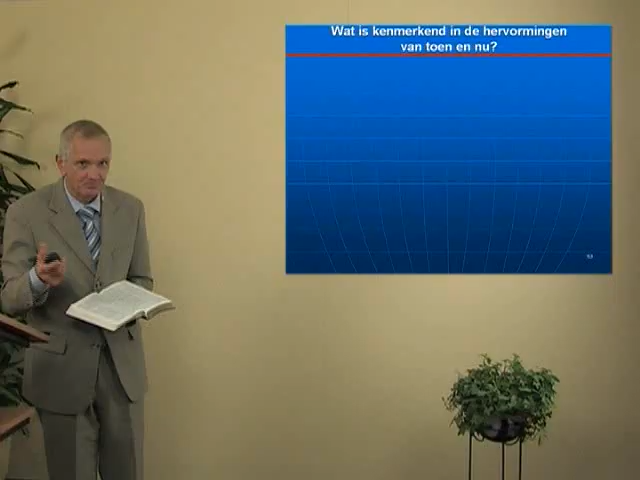 Wat is kenmerkend in de hervormingen
van toen en nu?